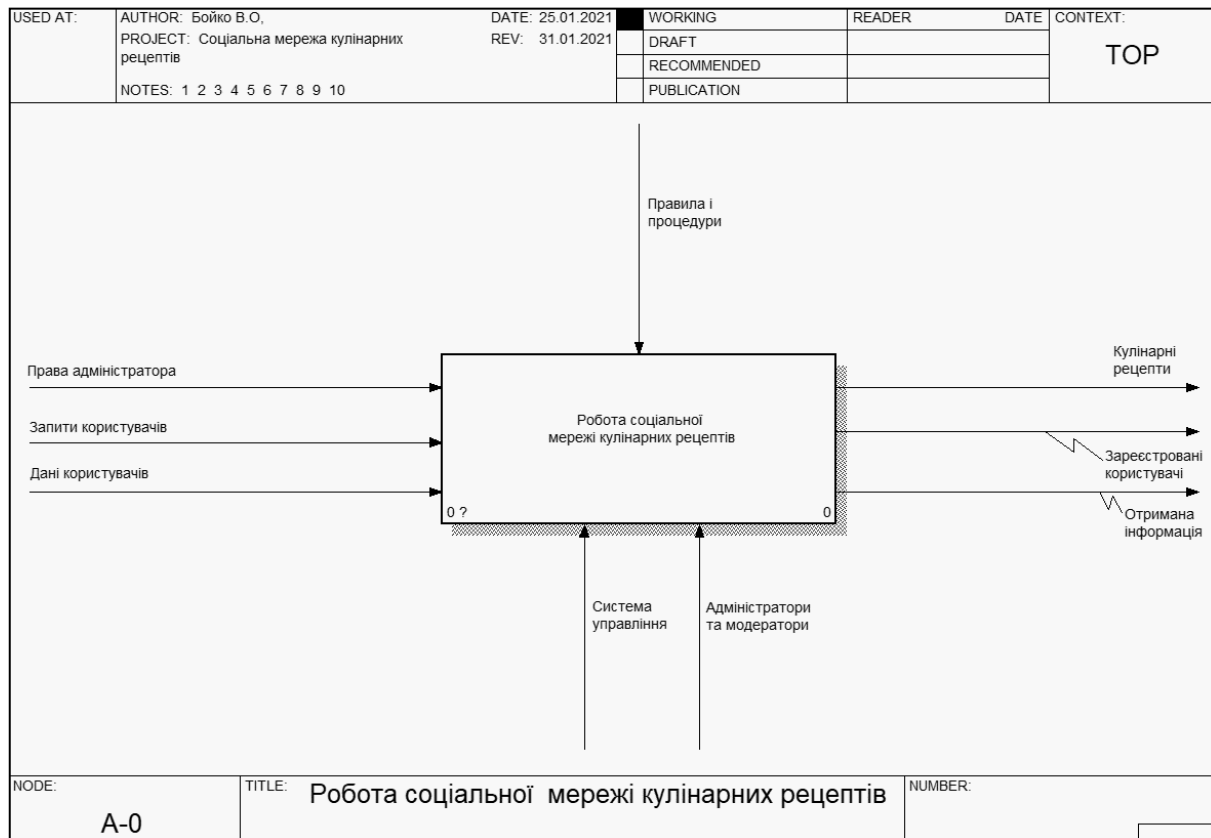 USED AT:
AUTHOR: Бойко В.О,
DATE: 25.01.2021
PROJECT: Соціальна мережа кулінарних
рецептів
REV: 31.01.2021
NOTES: 1 2 3 4 5 6 7 8 9 10
WORKING
DRAFT
RECOMMENDED
PUBLICATION
READER DATE
CONTEXT:
TOP
Правила і
процедури
Права адміністратора
Запити користувачів
Дані користувачів
Робота соціальної
мережі кулінарних рецептів
0 ?
0
Кулінарні
рецепти
Зареєстровані
користувачі
Отримана
інформація
Система
управління
Адміністратори
та модератори
NODE:
A-0
TITLE:
Робота соціальної мережі кулінарних рецептів
NUMBER: